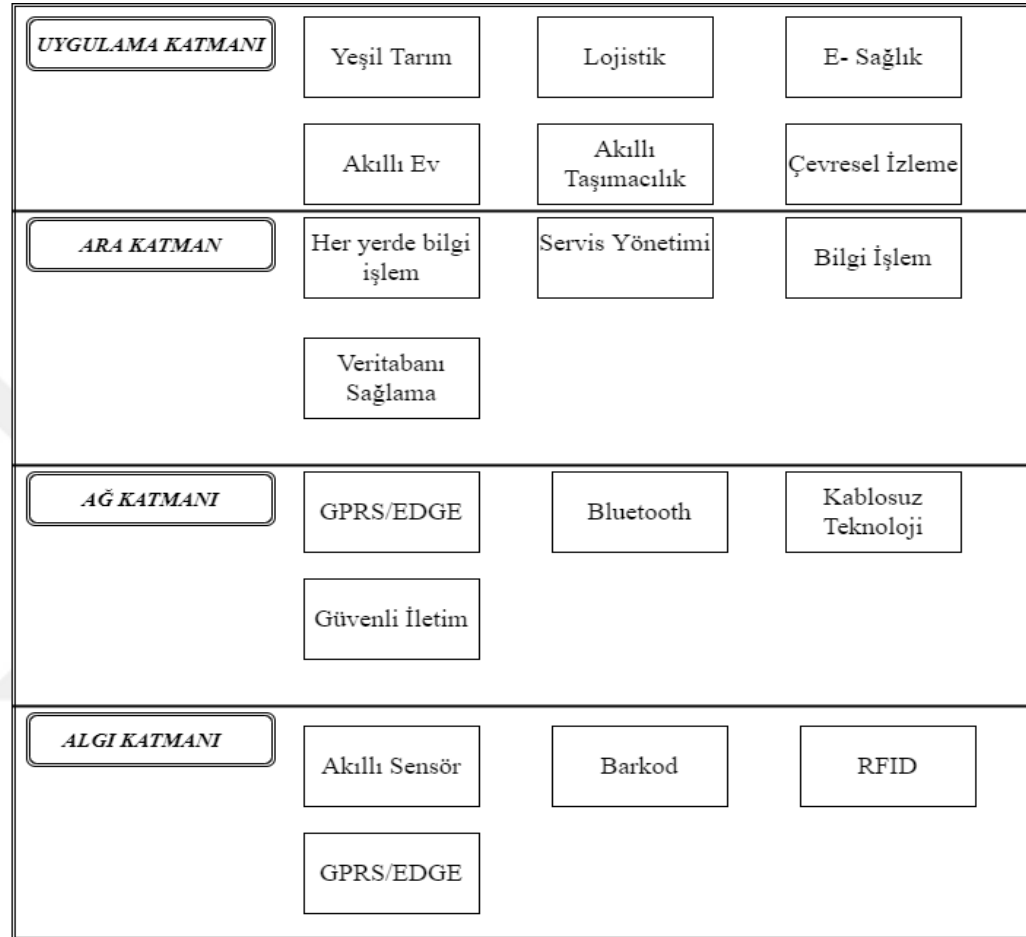 UYGULAMA KATMANI
Yeşil Tarım
Lojistik
E- Sağlık
Akıllı Ev
Akıllı
Taşımacılık
Çevresel İzleme
ARA KATMAN
Her yerde bilgi
işlem
Servis Yönetimi
Bilgi İşlem
Veritabanı
Sağlama
AĞ KATMANI
GPRS/EDGE
Bluetooth
Kablosuz
Teknoloji
Güvenli İletim
ALGI KATMANI
Akıllı Sensör
Barkod
RFID
GPRS/EDGE